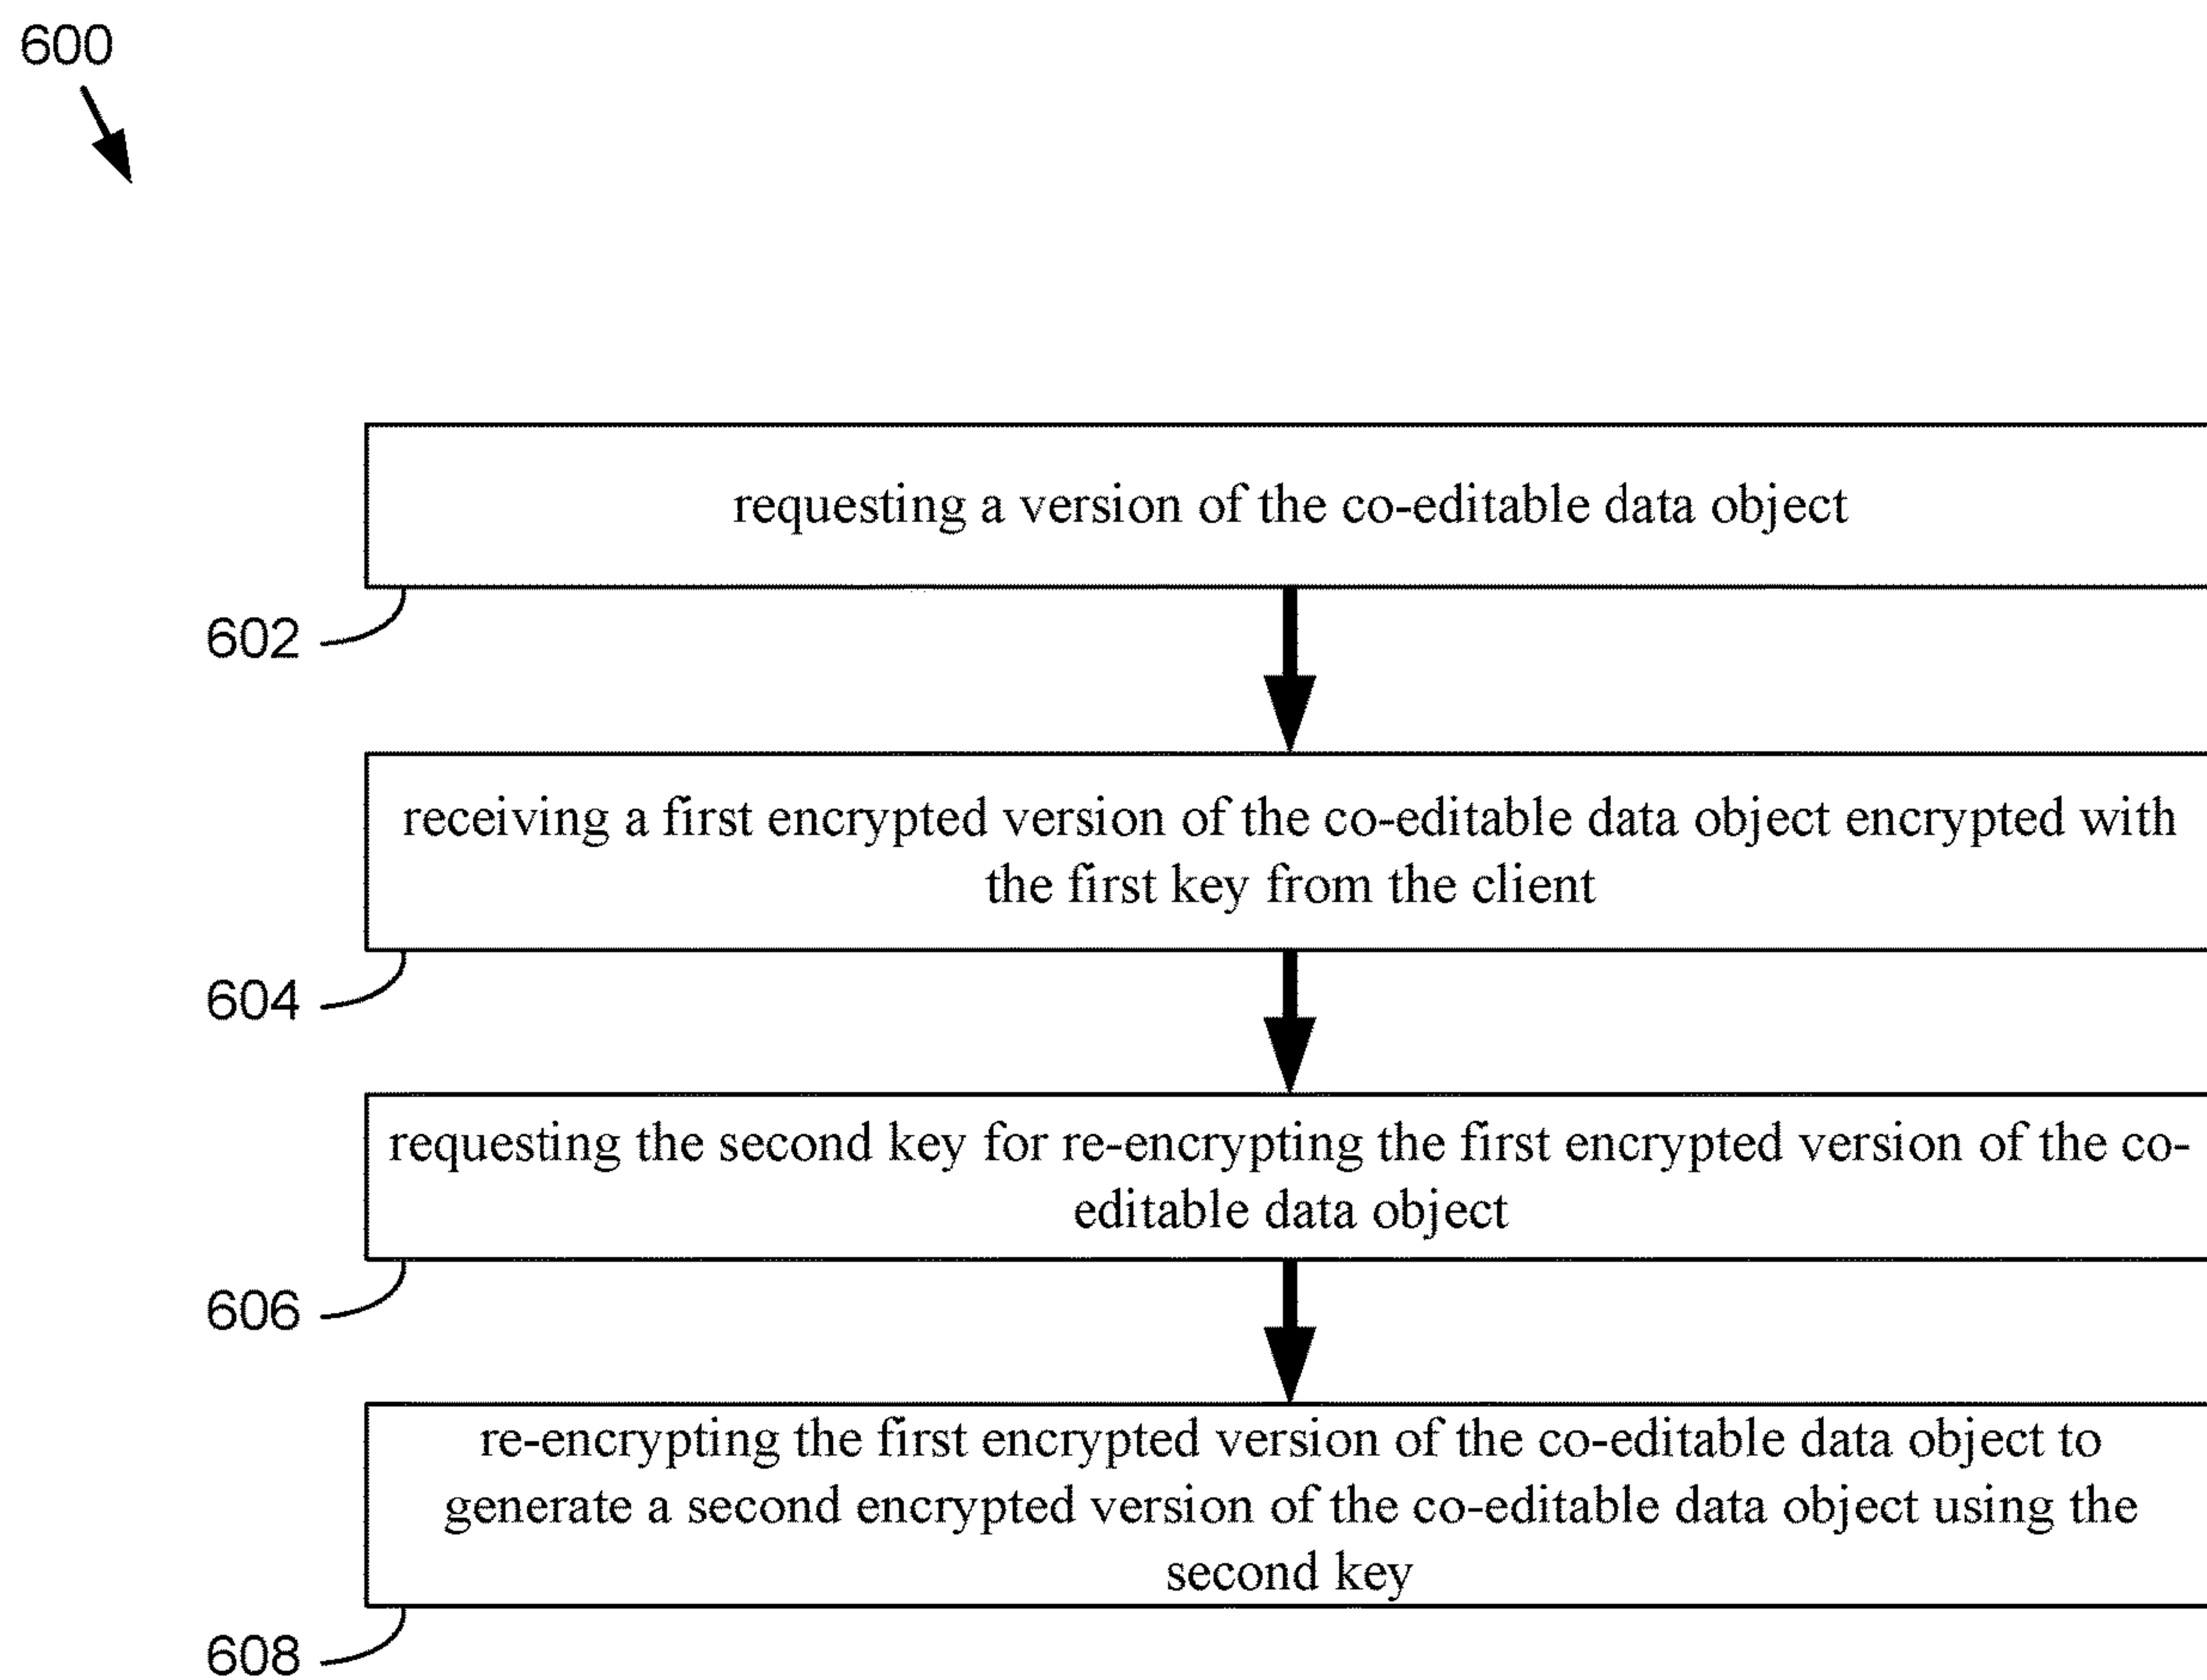 600
requesting a version of the co-editable data object
602
receiving a first encrypted version of the co-editable data object encrypted with
the first key from the client
604
requesting the second key for re-encrypting the first encrypted version of the co-
editable data object
606
re-encrypting the first encrypted version of the co-editable data object to
generate a second encrypted version of the co-editable data object using the
second key
608